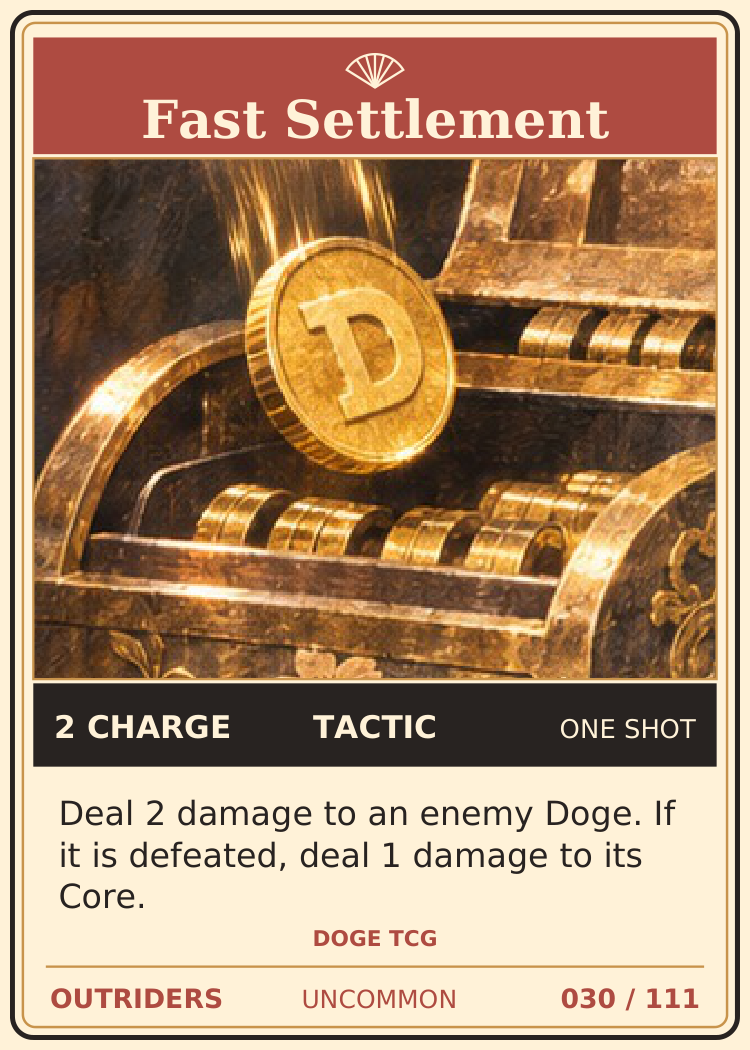 Fast Settlement
D
2 CHARGE TACTIC ONE SHOT
Deal 2 damage to an enemy Doge. If
it is defeated, deal 1 damage to its
Core.
DOGE TCG
OUTRIDERS UNCOMMON 030 / 111